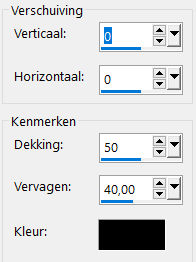 Verschuiving
Verticaal: 0
Horizontaal: 0
Kenmerken
Dekking: 50
Vervagen: 40,00
Kleur: